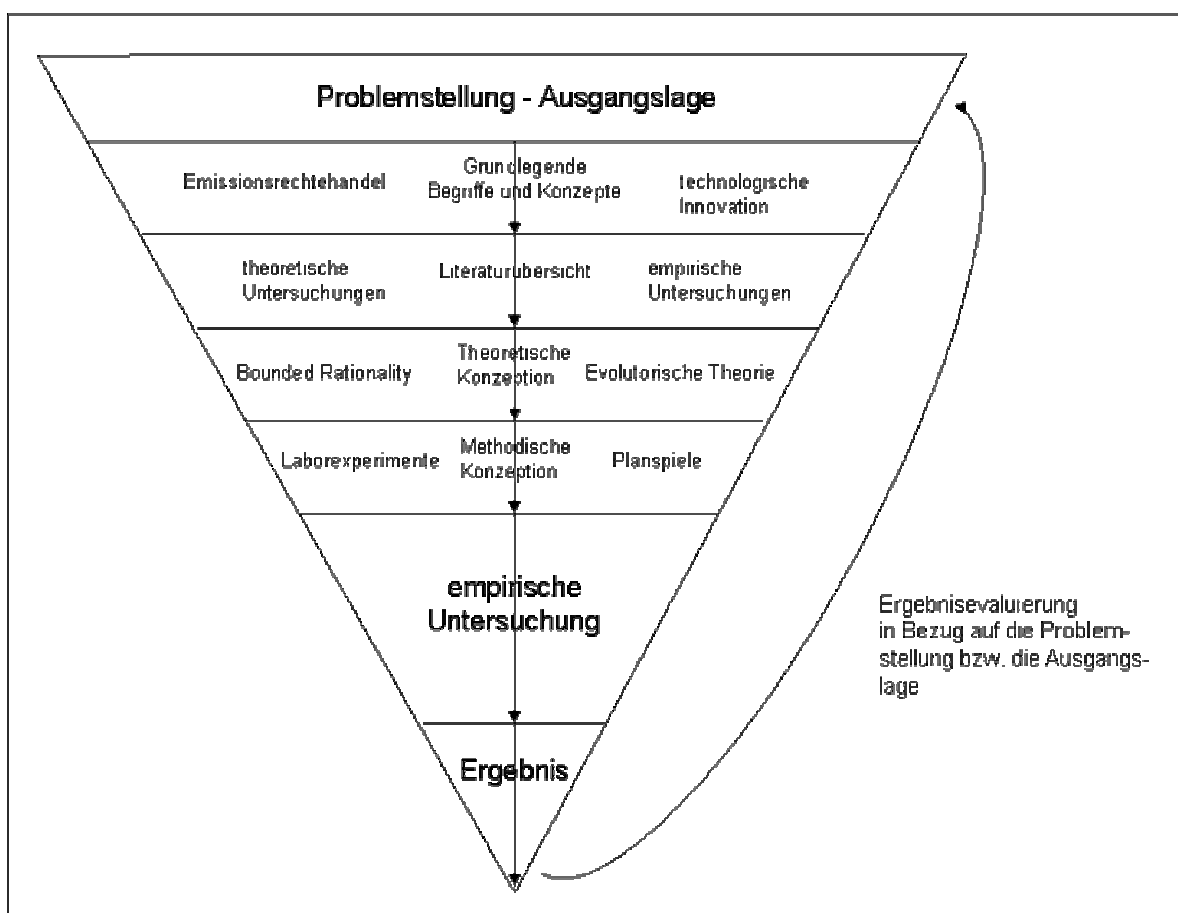 Problemstellung - Ausgangslage
Emissionsrechtehandel
Grundlegende
Begriffe und Konzepte
technologische
Innovation
theoretische
Untersuchungen
Literaturübersicht
empirische
Untersuchungen
Bounded Rationality
Theoretische
Konzeption
Evolutorische Theorie
Laborexperimente
Methodische
Konzeption
Planspiele
empirische
Untersuchung
Ergebnis
Ergebnisevaluierung
in Bezug auf die Problem-
stellung bzw. die Ausgangs-
lage